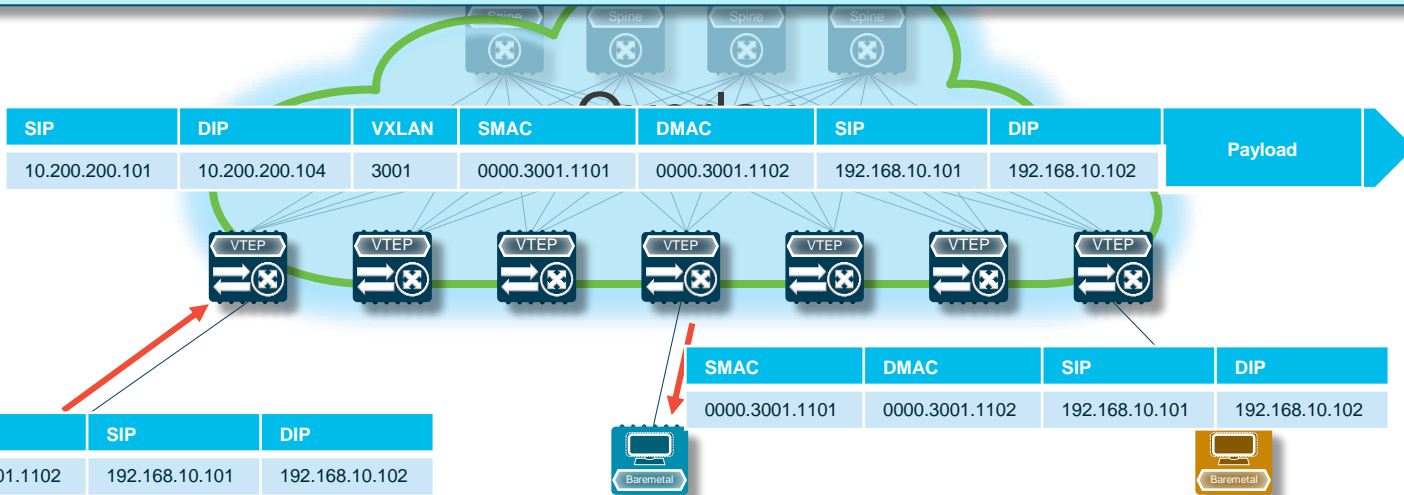 Spine Spine Spine Spine
Overlay
SIP DIP VXLAN SMAC DMAC SIP DIP Payload
10.200.200.101 10.200.200.104 3001 0000.3001.1101 0000.3001.1102 192.168.10.101 192.168.10.102
VTEP VTEP VTEP VTEP VTEP VTEP VTEP
SMAC DMAC SIP DIP
0000.3001.1101 0000.3001.1102 192.168.10.101 192.168.10.102
SIP DIP
01.1102 192.168.10.101 192.168.10.102
Baremetal Baremetal